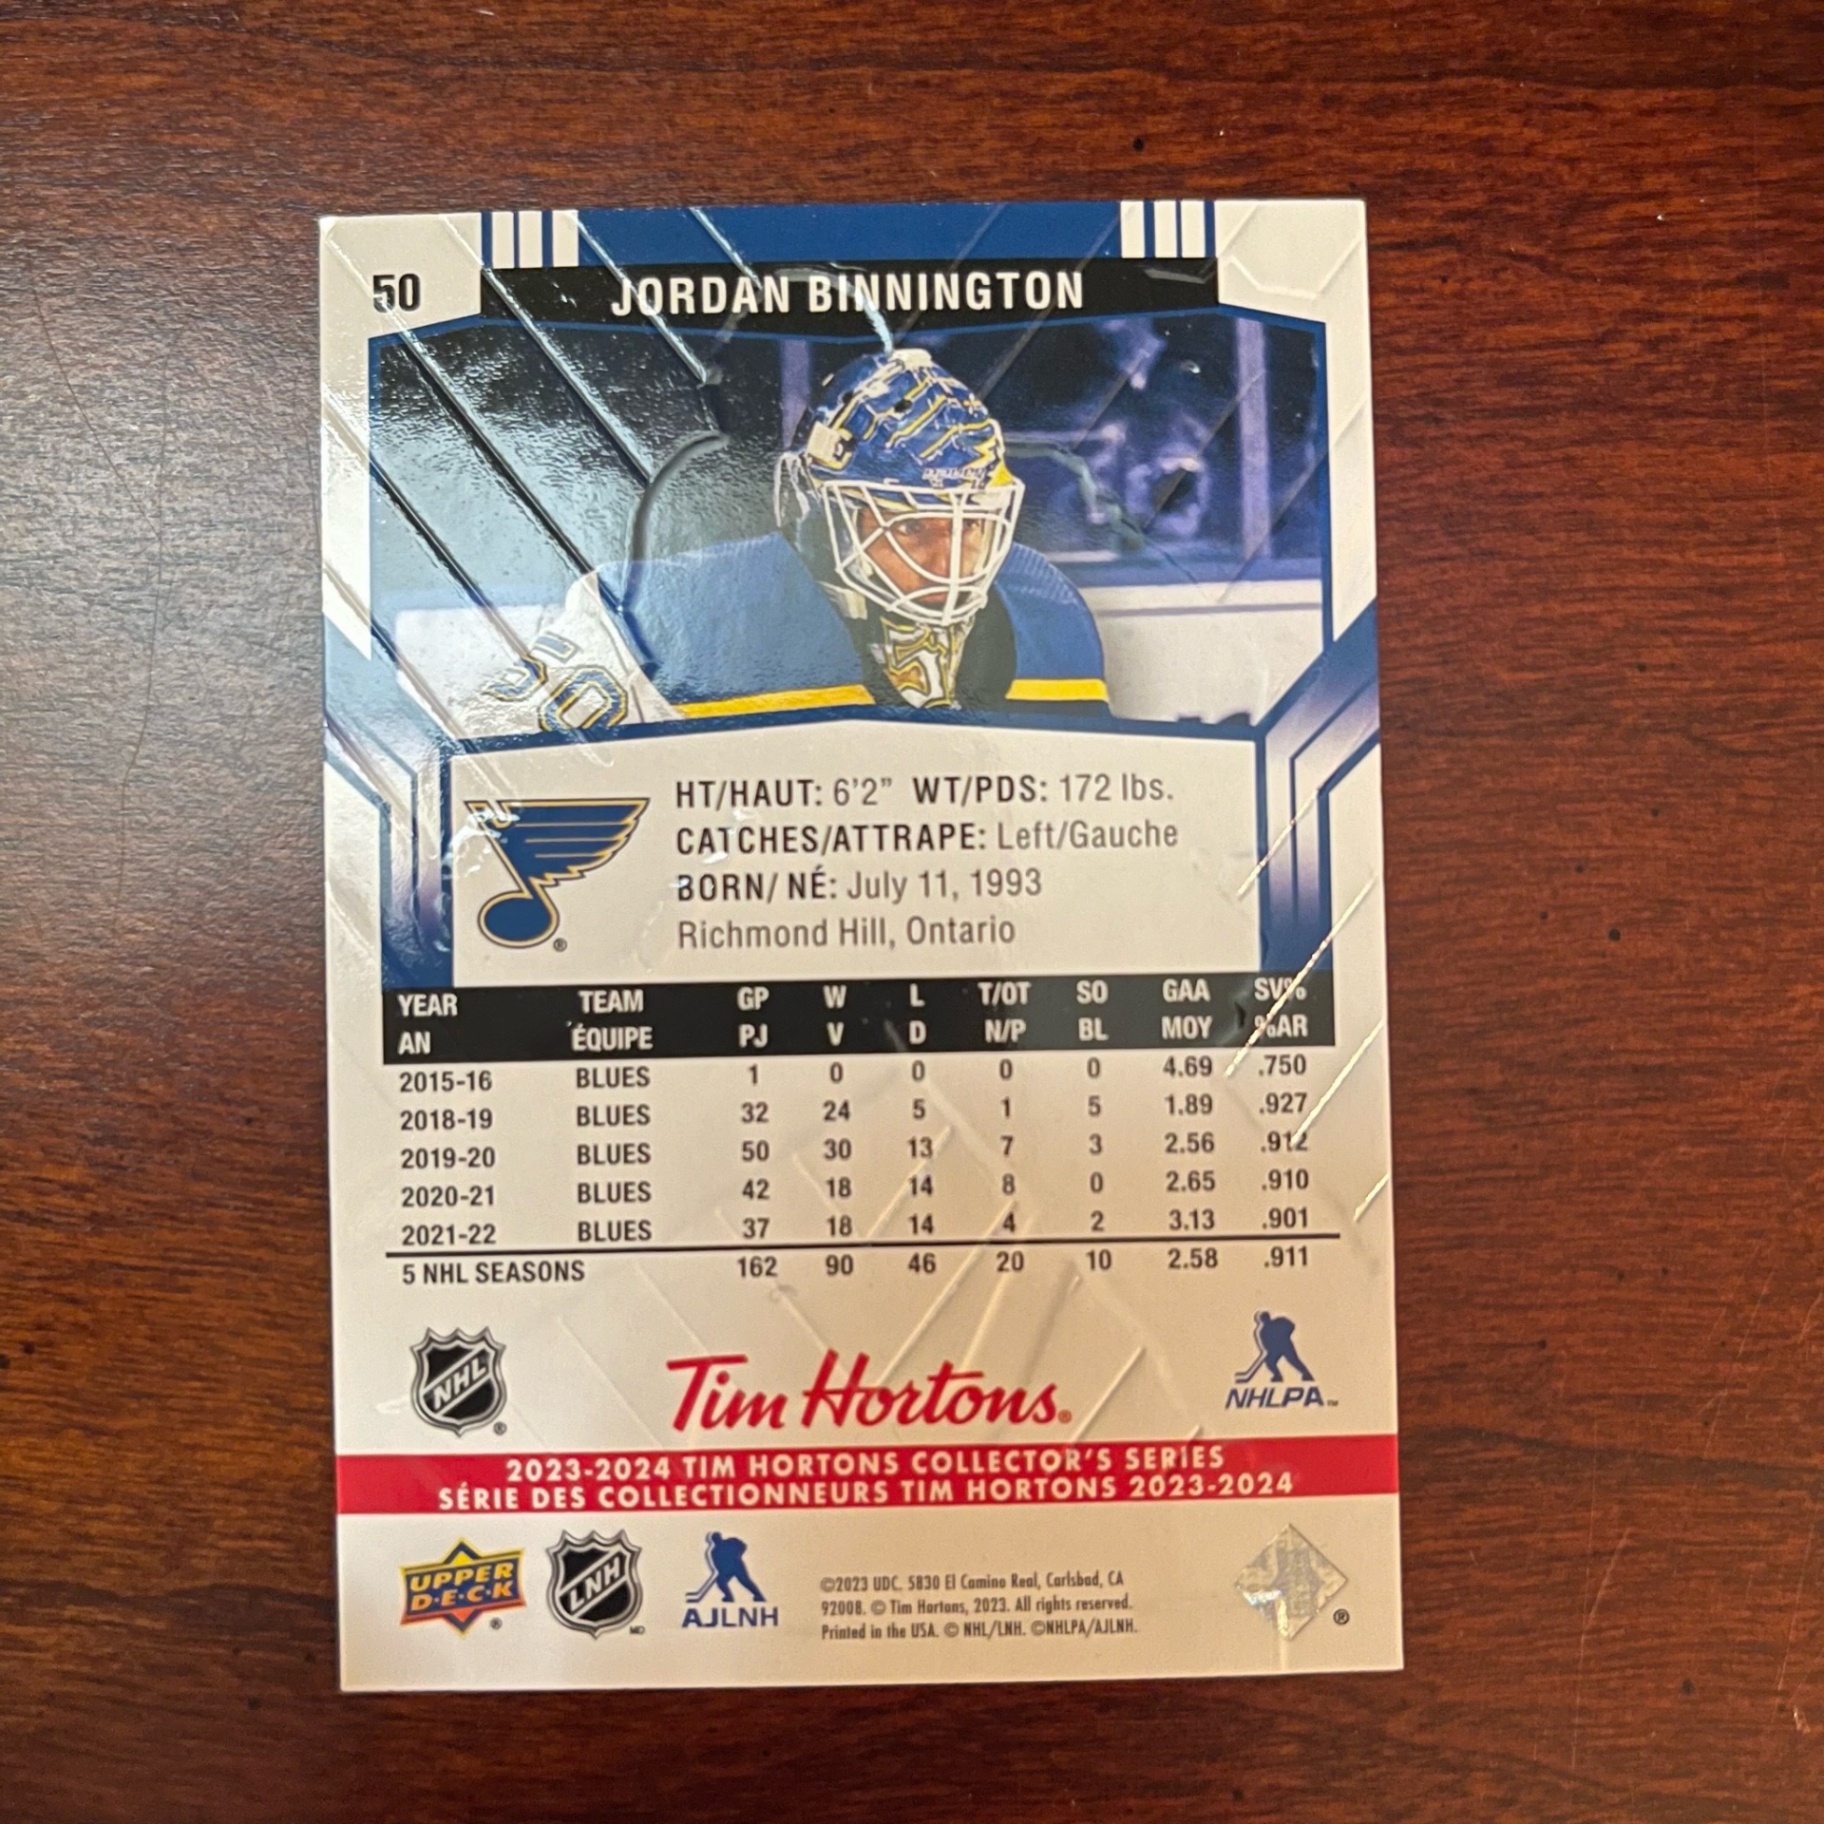 50
JORDAN BINNINGTON
50
HT/HAUT: 6'2" WT/PDS: 172 lbs.
CATCHES/ATTRAPE: Left/Gauche
BORN/ NÉ: July 11, 1993
Richmond Hill, Ontario
®
YEAR TEAM GP W L T/OT SO GAA SV%
AN ÉQUIPE PJ V D N/P BL MOY %AR
2015-16 BLUES 1 0 0 0 0 4.69 .750
2018-19 BLUES 32 24 5 1 5 1.89 .927
2019-20 BLUES 50 30 13 7 3 2.56 .912
2020-21 BLUES 42 18 14 8 0 2.65 .910
2021-22 BLUES 37 18 14 4 2 3.13 .901
5 NHL SEASONS 162 90 46 20 10 2.58 .911
NHL ®
Tim Hortons®
NHLPA™
2023-2024 TIM HORTONS COLLECTOR'S SERIES
SÉRIE DES COLLECTIONNEURS TIM HORTONS 2023-2024
UPPER
D·E·C·K ®
LNH MD
AJLNH
©2023 UDC. 5830 El Camino Real, Carlsbad, CA
92008. © Tim Hortons, 2023. All rights reserved.
Printed in the USA. © NHL/LNH. ©NHLPA/AJLNH.
®